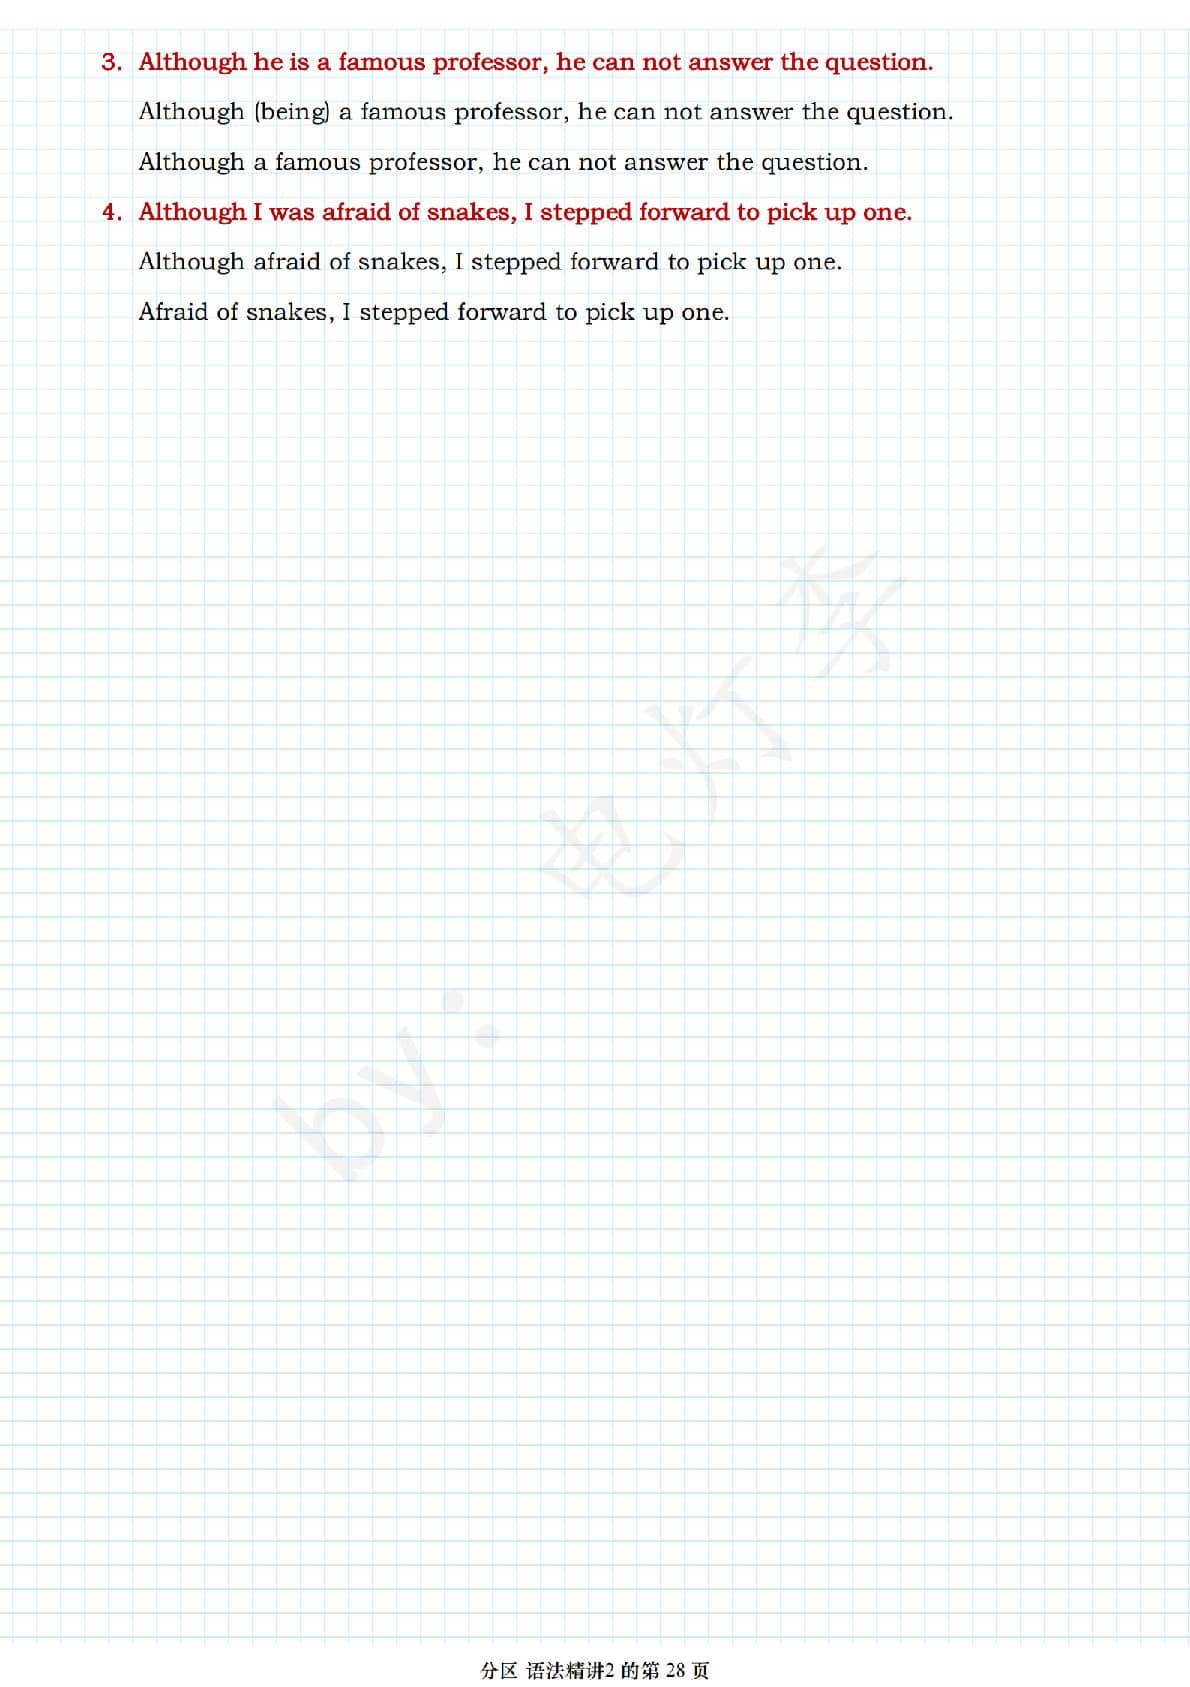 3. Although he is a famous professor, he can not answer the question.
Although (being) a famous professor, he can not answer the question.
Although a famous professor, he can not answer the question.
4. Although I was afraid of snakes, I stepped forward to pick up one.
Although afraid of snakes, I stepped forward to pick up one.
Afraid of snakes, I stepped forward to pick up one.
by: 电灯李
分区 语法精讲2 的第 28 页